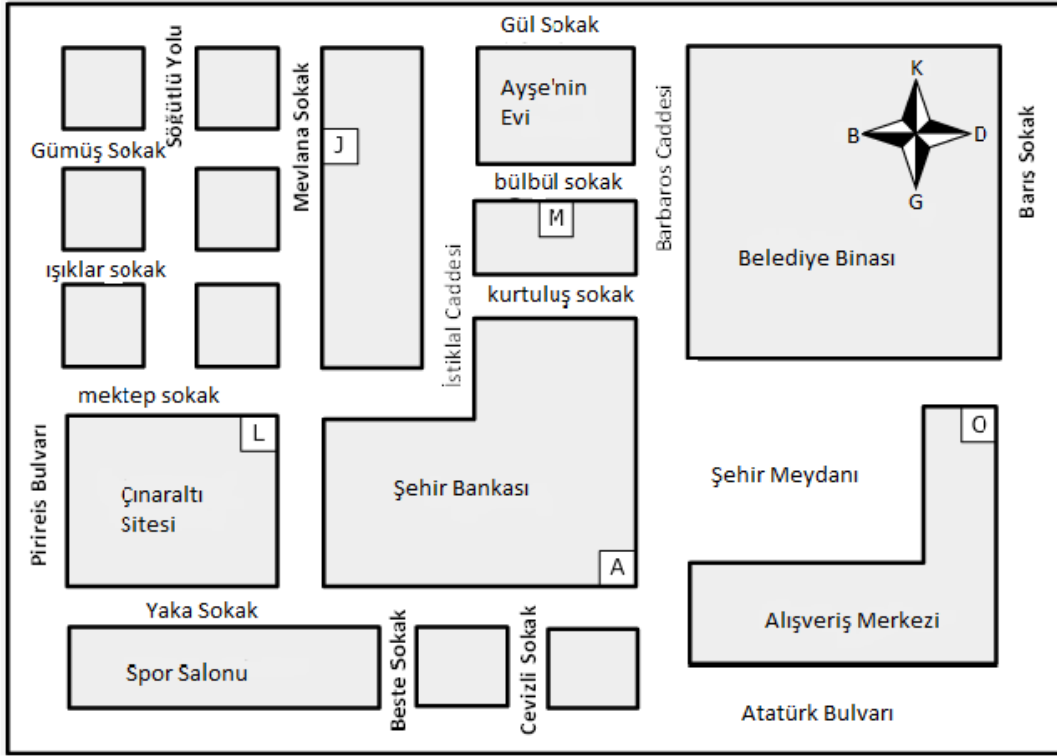 Gül Sokak
Söğütlü Yolu
Mevlana Sokak
Ayşe'nin
Evi
Barbaros Caddesi
K
B
D
G
Barış Sokak
J
Gümüş Sokak
bülbül sokak
M
Belediye Binası
ışıklar sokak
İstiklal Caddesi
kurtuluş sokak
mektep sokak
L
O
Pirireis Bulvarı
Çınaraltı
Sitesi
Şehir Bankası
Şehir Meydanı
A
Yaka Sokak
Spor Salonu
Beste Sokak
Cevizli Sokak
Alışveriş Merkezi
Atatürk Bulvarı